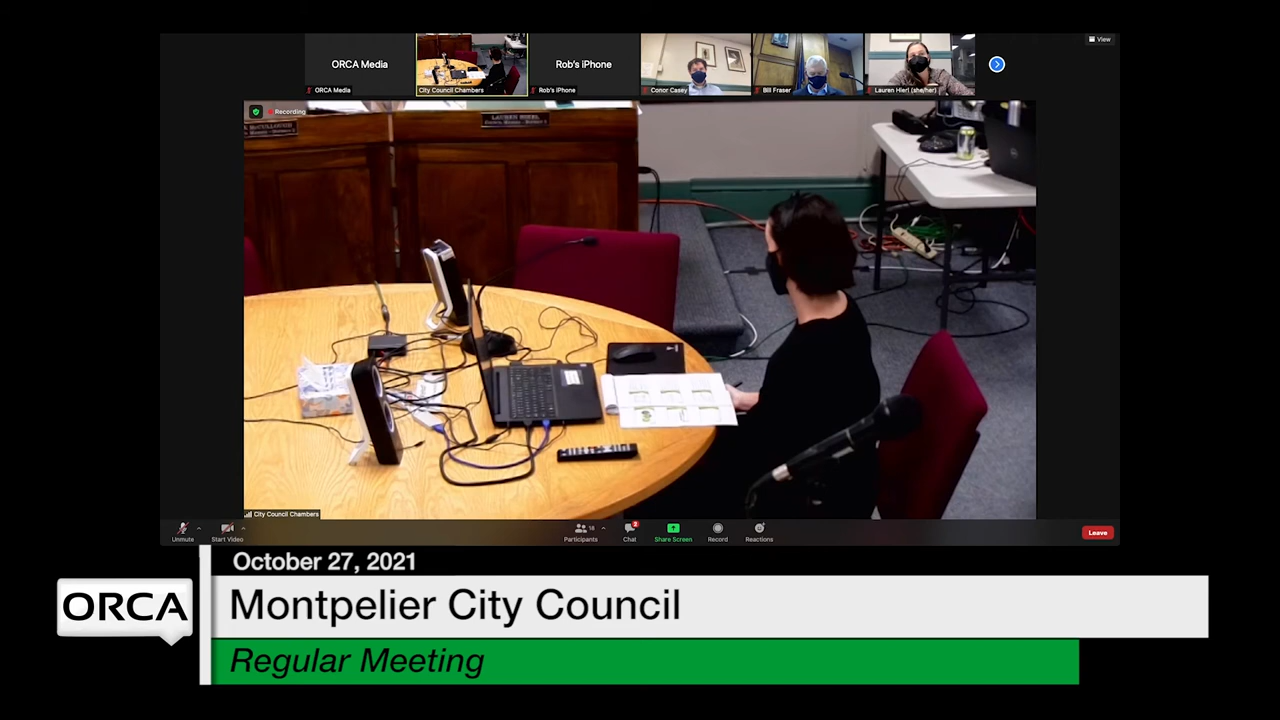 View
ORCA Media
Rob's iPhone
ORCA Media
City Council Chambers
Rob's iPhone
Conor Casey
Bill Fraser
Lauren Hierl (she/her)
Recording
LAUREN HIERL
City Council Chambers
Unmute
Start Video
Participants
18
Chat
2
Share Screen
Record
Reactions
Leave
October 27, 2021
ORCA
Montpelier City Council
Regular Meeting